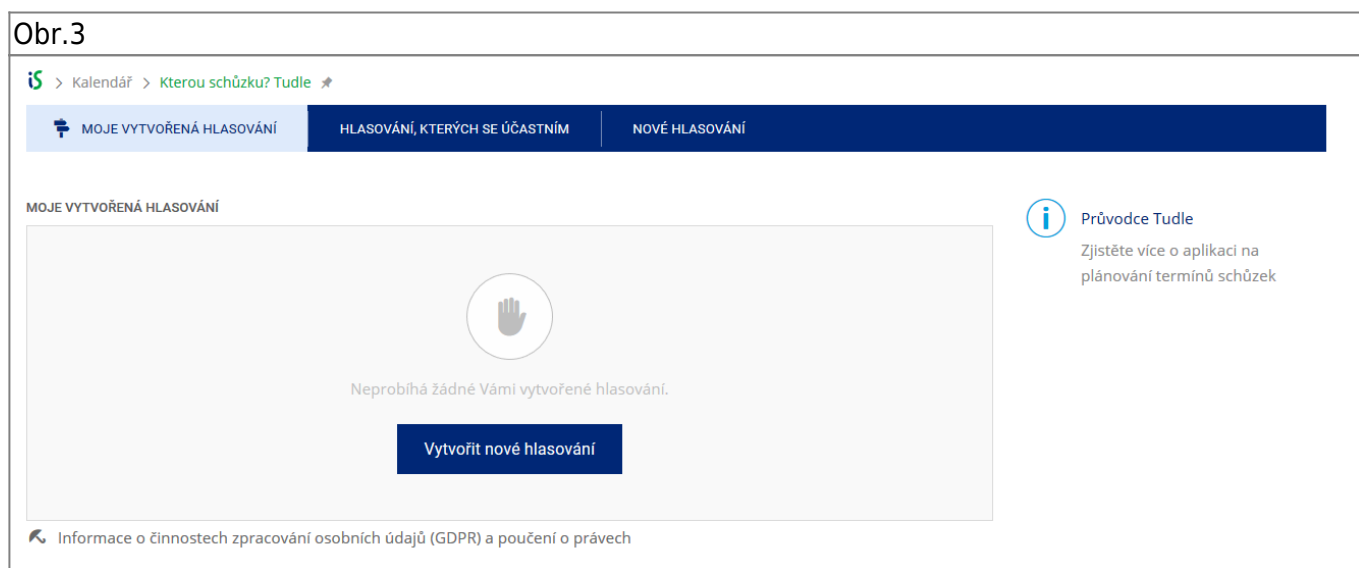 Obr.3
iS > Kalendář > Kterou schůzku? Tudle
MOJE VYTVOŘENÁ HLASOVÁNÍ
HLASOVÁNÍ, KTERÝCH SE ÚČASTNÍM
NOVÉ HLASOVÁNÍ
MOJE VYTVOŘENÁ HLASOVÁNÍ
Neprobíhá žádné Vámi vytvořené hlasování.
Vytvořit nové hlasování
Průvodce Tudle
Zjistěte více o aplikaci na
plánování termínů schůzek
Informace o činnostech zpracování osobních údajů (GDPR) a poučení o právech